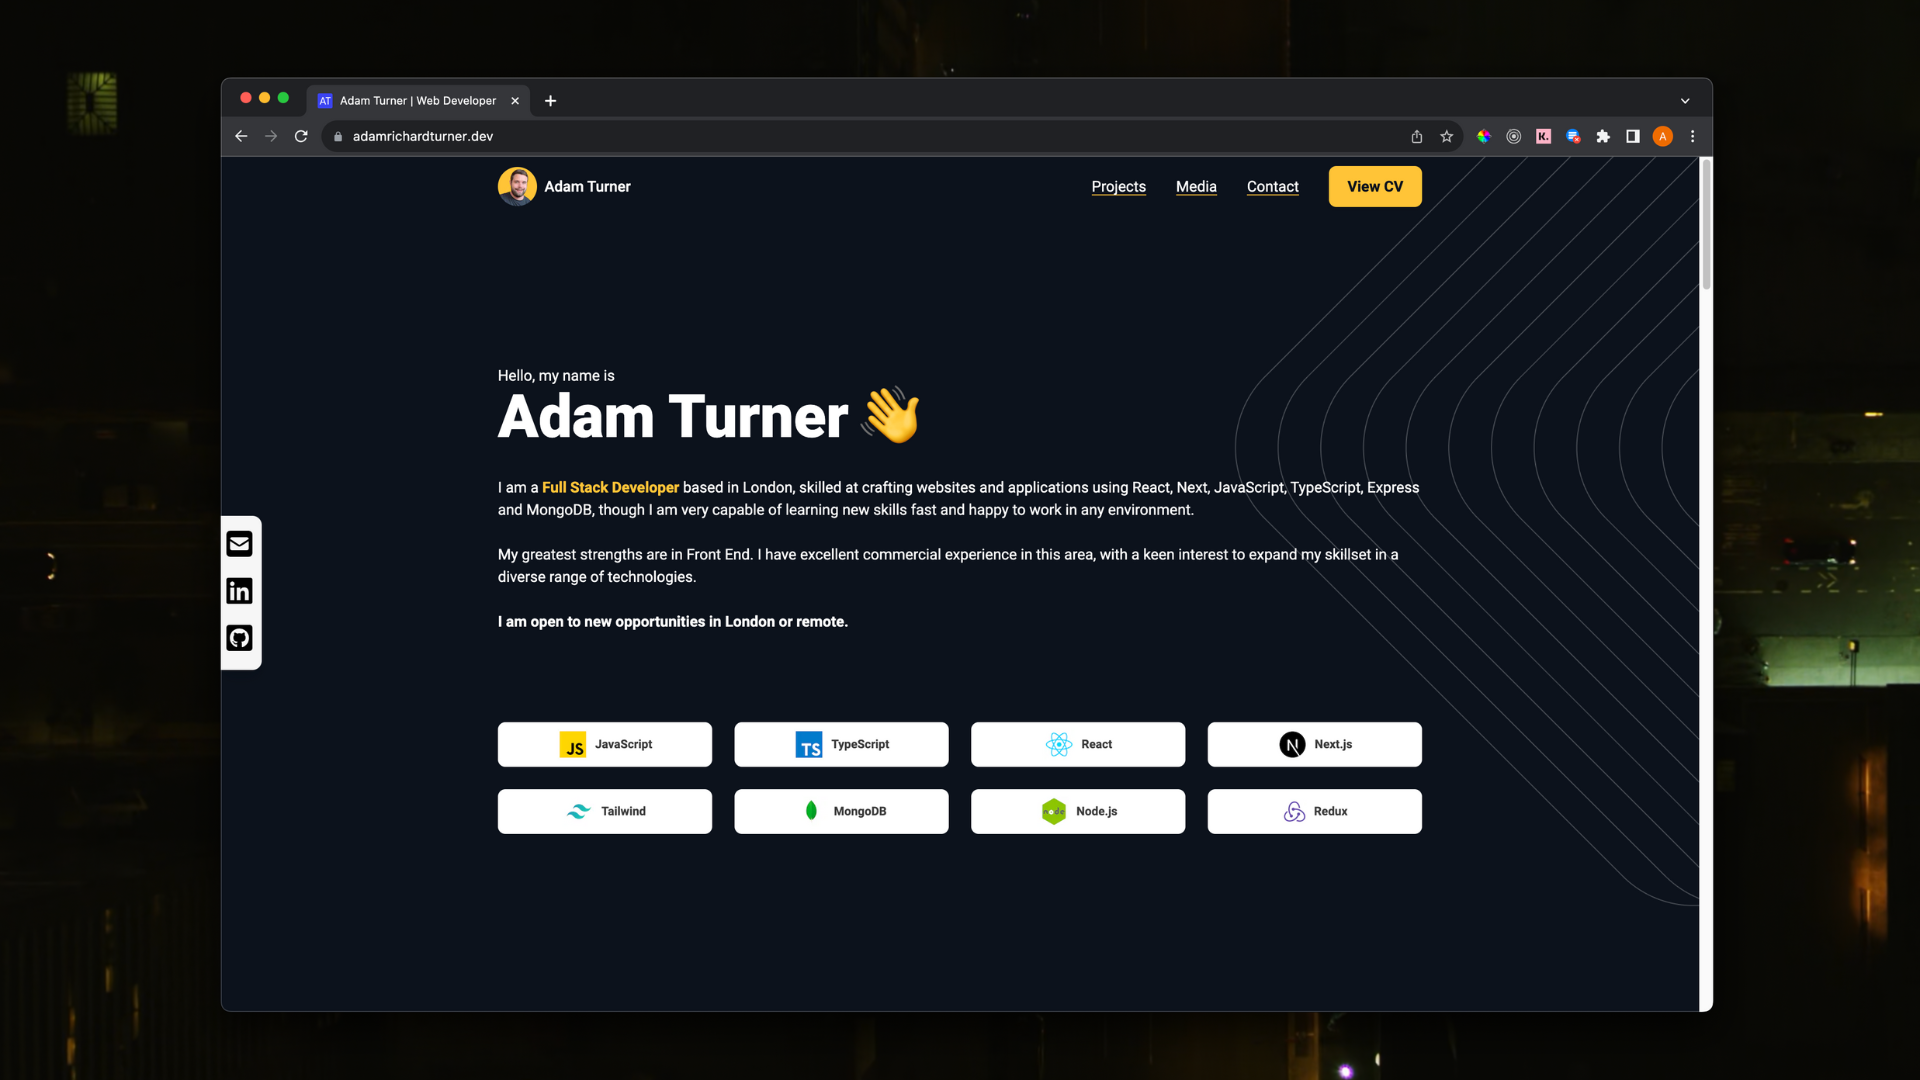 AT Adam Turner | Web Developer
adamrichardturner.dev
K.
A
Adam Turner
Projects
Media
Contact
View CV
Hello, my name is
Adam Turner 👋
I am a Full Stack Developer based in London, skilled at crafting websites and applications using React, Next, JavaScript, TypeScript, Express
and MongoDB, though I am very capable of learning new skills fast and happy to work in any environment.
My greatest strengths are in Front End. I have excellent commercial experience in this area, with a keen interest to expand my skillset in a
diverse range of technologies.
I am open to new opportunities in London or remote.
in
JS JavaScript
TS TypeScript
React
N Next.js
Tailwind
MongoDB
node Node.js
Redux